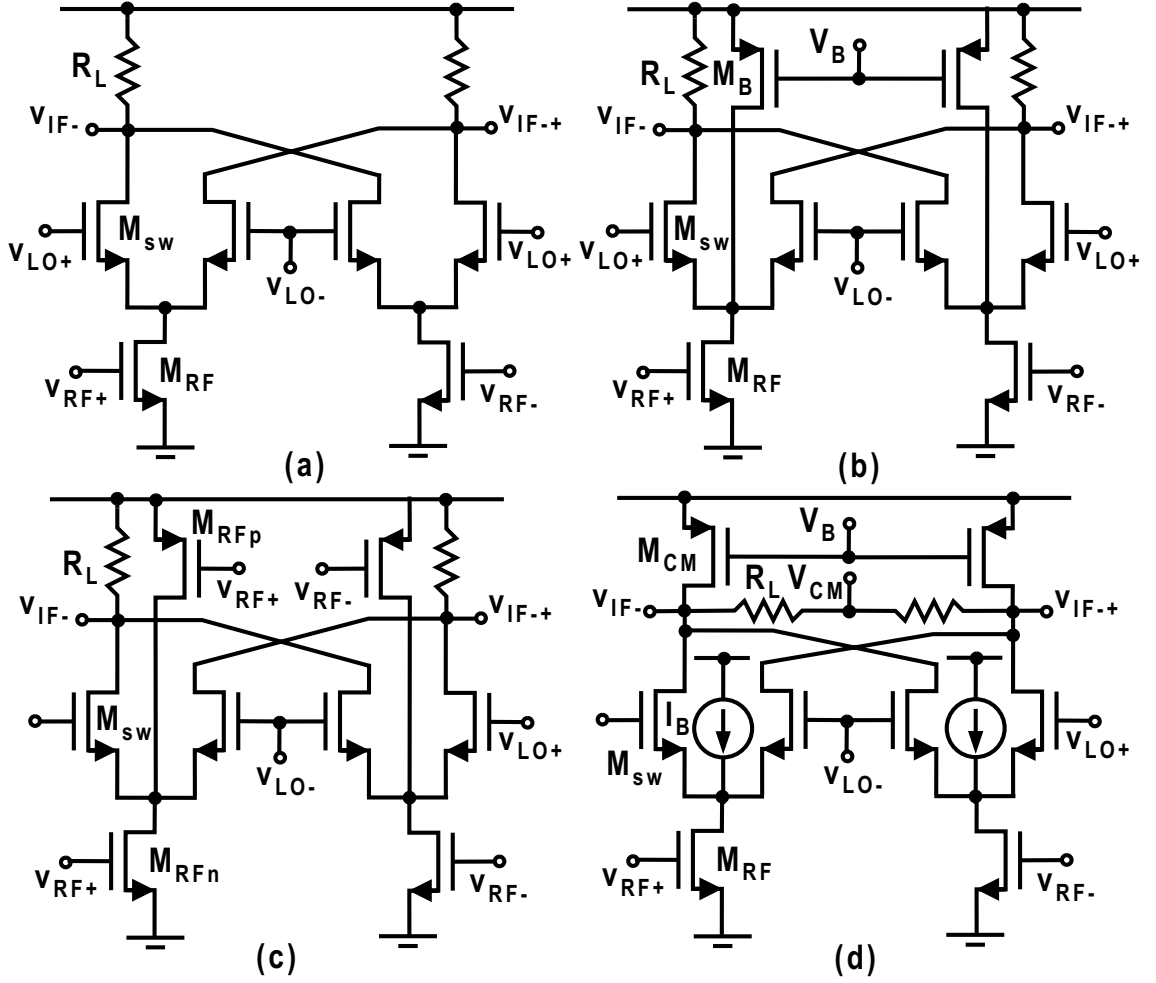 R_L
v_IF- v_IF-+
M_sw
v_LO+ v_LO+
v_LO-
M_RF
v_RF+ v_RF-
(a)
V_B
R_L M_B
v_IF- v_IF-+
M_sw
v_LO+ v_LO+
v_LO-
M_RF
v_RF+ v_RF-
(b)
M_RFp
R_L
v_RF+ v_RF-
v_IF- v_IF-+
M_sw
v_LO+
v_LO-
M_RFn
v_RF+ v_RF-
(c)
V_B
M_CM
R_L V_CM
v_IF- v_IF-+
I_B
v_LO+
M_sw v_LO-
M_RF
v_RF+ v_RF-
(d)